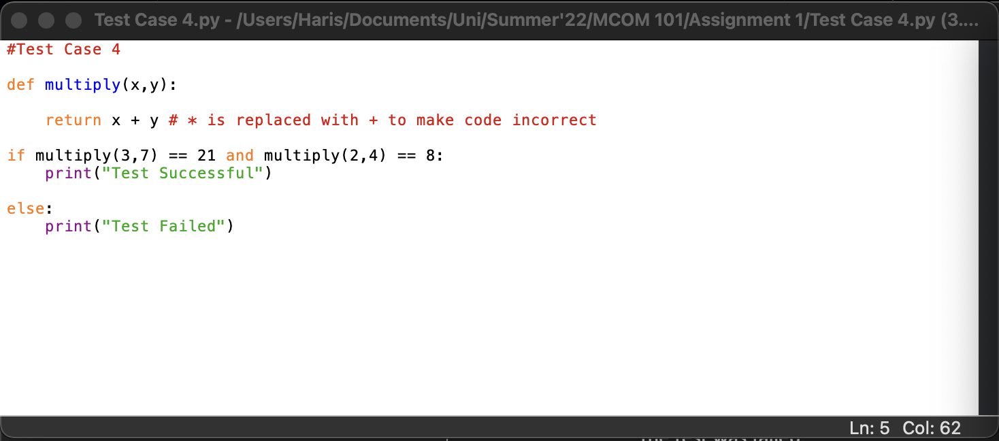 Test Case 4.py - /Users/Haris/Documents/Uni/Summer'22/MCOM 101/Assignment 1/Test Case 4.py (3....
#Test Case 4
def multiply(x,y):
    return x + y # * is replaced with + to make code incorrect
if multiply(3,7) == 21 and multiply(2,4) == 8:
    print("Test Successful")
else:
    print("Test Failed")
Ln: 5 Col: 62